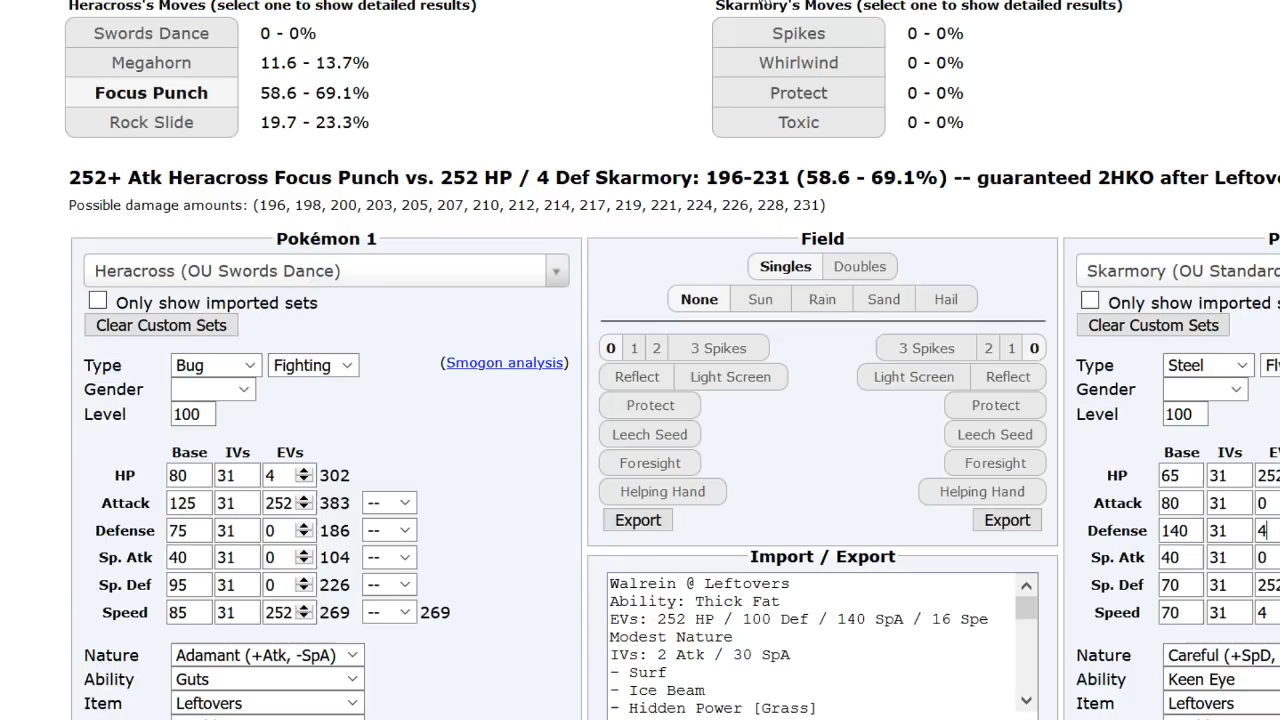 Heracross's Moves (select one to show detailed results)
Skarmory's Moves (select one to show detailed results)
Swords Dance 0 - 0%
Megahorn 11.6 - 13.7%
Focus Punch 58.6 - 69.1%
Rock Slide 19.7 - 23.3%
Spikes 0 - 0%
Whirlwind 0 - 0%
Protect 0 - 0%
Toxic 0 - 0%
252+ Atk Heracross Focus Punch vs. 252 HP / 4 Def Skarmory: 196-231 (58.6 - 69.1%) -- guaranteed 2HKO after Leftove
Possible damage amounts: (196, 198, 200, 203, 205, 207, 210, 212, 214, 217, 219, 221, 224, 226, 228, 231)
Pokémon 1
Heracross (OU Swords Dance)
Only show imported sets
Clear Custom Sets
Type Bug Fighting (Smogon analysis)
Gender
Level 100
Base IVs EVs
HP 80 31 4 302
Attack 125 31 252 383 --
Defense 75 31 0 186 --
Sp. Atk 40 31 0 104 --
Sp. Def 95 31 0 226 --
Speed 85 31 252 269 -- 269
Nature Adamant (+Atk, -SpA)
Ability Guts
Item Leftovers
Field
Singles Doubles
None Sun Rain Sand Hail
0 1 2 3 Spikes 3 Spikes 2 1 0
Reflect Light Screen Light Screen Reflect
Protect Protect
Leech Seed Leech Seed
Foresight Foresight
Helping Hand Helping Hand
Export Export
Import / Export
Walrein @ Leftovers
Ability: Thick Fat
EVs: 252 HP / 100 Def / 140 SpA / 16 Spe
Modest Nature
IVs: 2 Atk / 30 SpA
- Surf
- Ice Beam
- Hidden Power [Grass]
P
Skarmory (OU Standard
Only show imported s
Clear Custom Sets
Type Steel Fl
Gender
Level 100
Base IVs E
HP 65 31 252
Attack 80 31 0
Defense 140 31 4
Sp. Atk 40 31 0
Sp. Def 70 31 252
Speed 70 31 4
Nature Careful (+SpD,
Ability Keen Eye
Item Leftovers